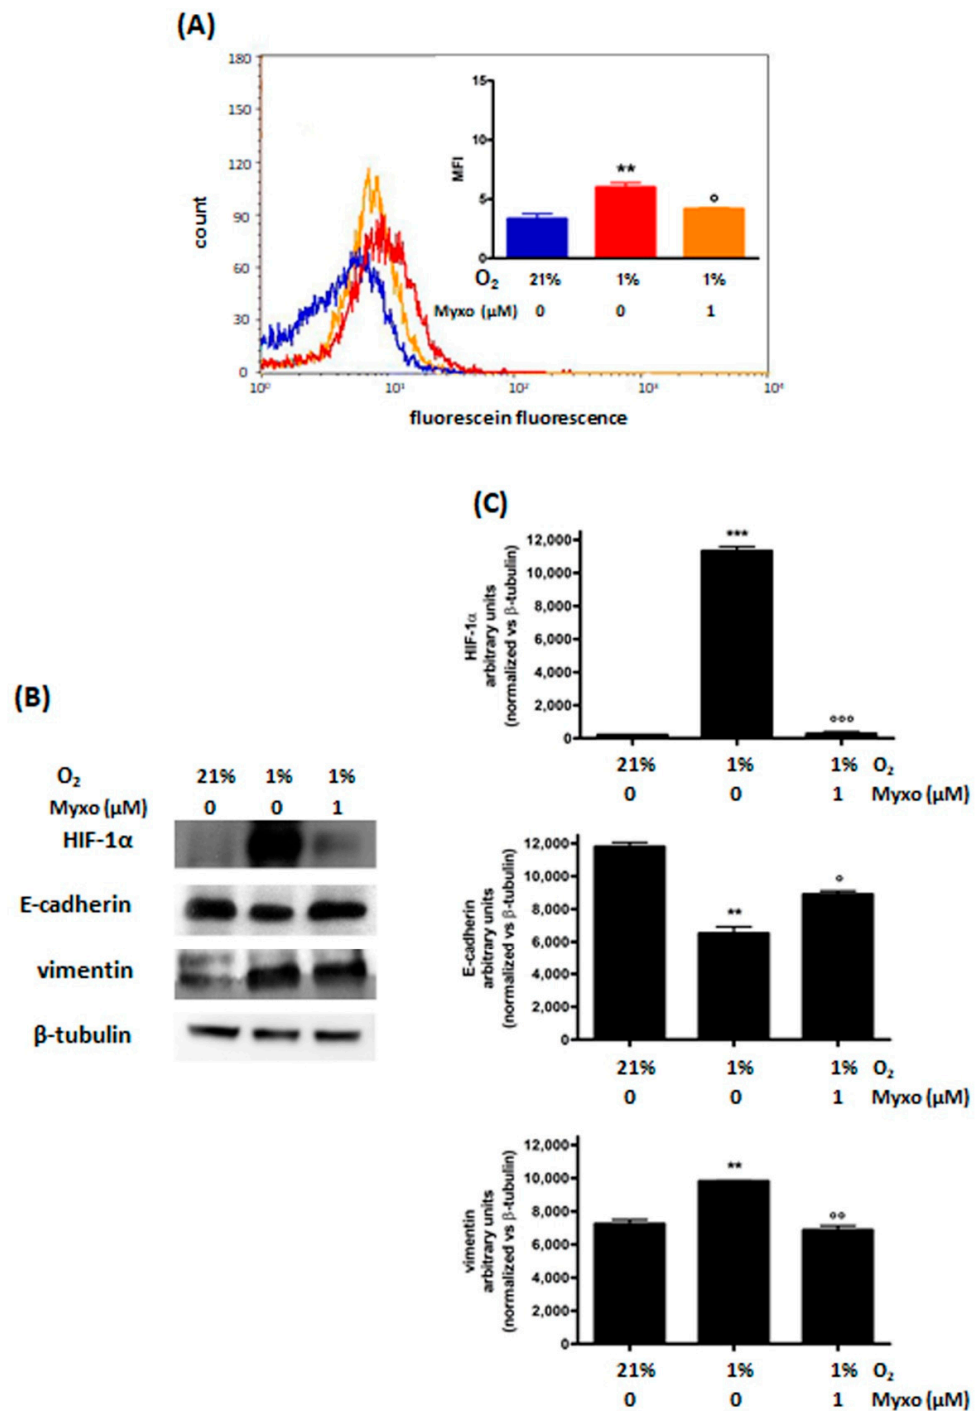 (A)
180
150
120
90
60
30
0
count
10⁰ 10¹ 10² 10³ 10⁴
fluorescein fluorescence
15
10
5
0
MFI
** °
O₂ 21% 1% 1%
Myxo (μM) 0 0 1
(B)
O₂ 21% 1% 1%
Myxo (μM) 0 0 1
HIF-1α
E-cadherin
vimentin
β-tubulin
(C)
HIF-1α
arbitrary units
(normalized vs β-tubulin)
12,000
10,000
8,000
6,000
4,000
2,000
0
*** °°°
21% 1% 1% O₂
0 0 1 Myxo (μM)
E-cadherin
arbitrary units
(normalized vs β-tubulin)
12,000
10,000
8,000
6,000
4,000
2,000
0
** °
21% 1% 1% O₂
0 0 1 Myxo (μM)
vimentin
arbitrary units
(normalized vs β-tubulin)
12,000
10,000
8,000
6,000
4,000
2,000
0
** °°
21% 1% 1% O₂
0 0 1 Myxo (μM)